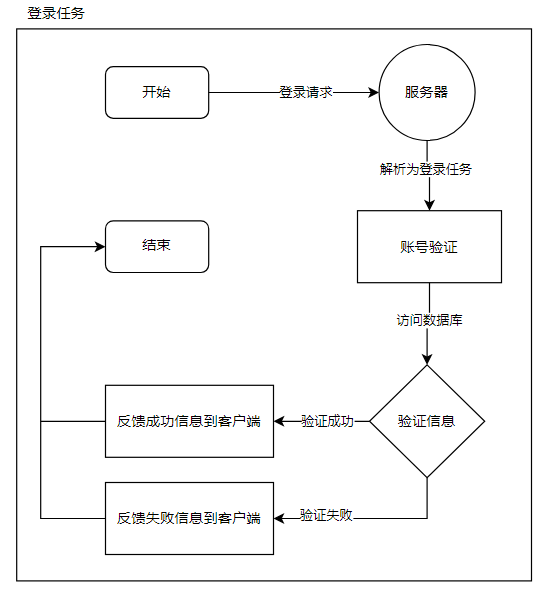 登录任务
开始
登录请求
服务器
解析为登录任务
结束
账号验证
访问数据库
反馈成功信息到客户端
验证成功
验证信息
反馈失败信息到客户端
验证失败